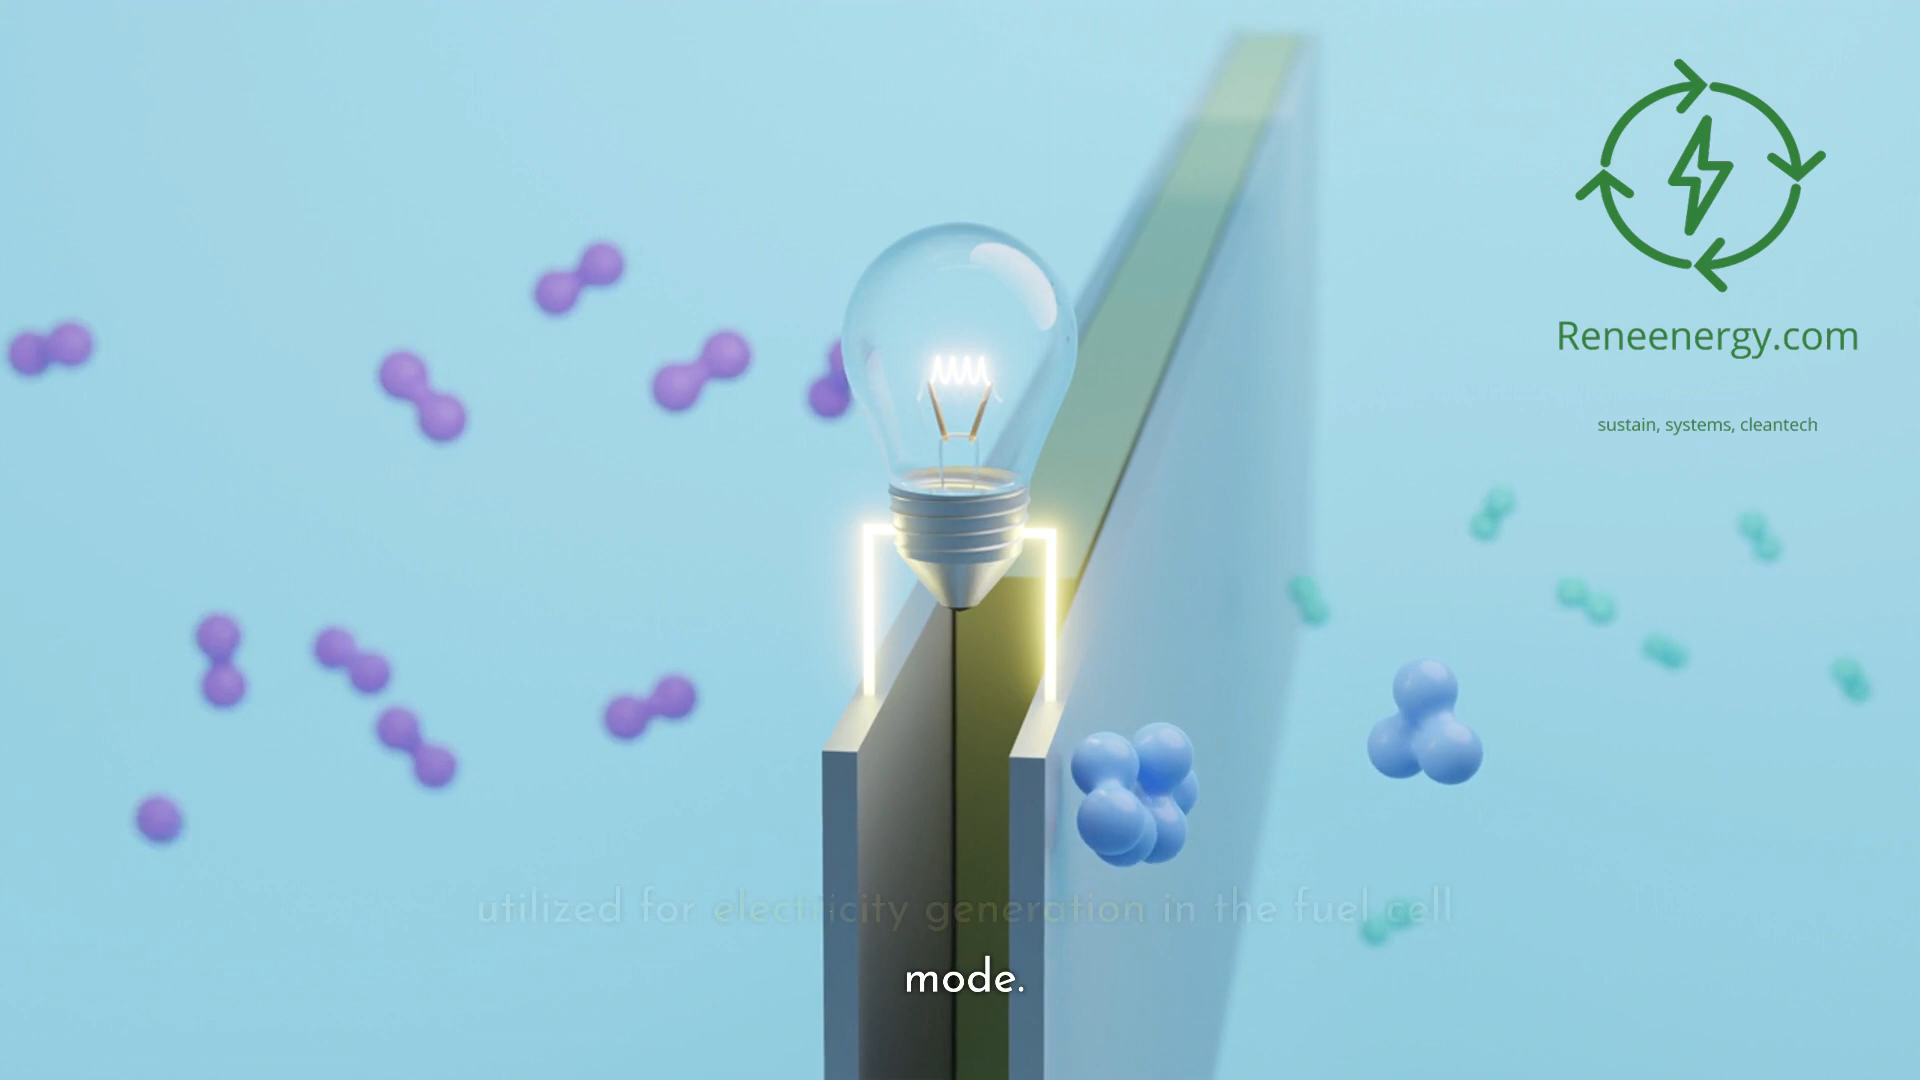 Reneenergy.com
sustain, systems, cleantech
utilized for electricity generation in the fuel cell
mode.